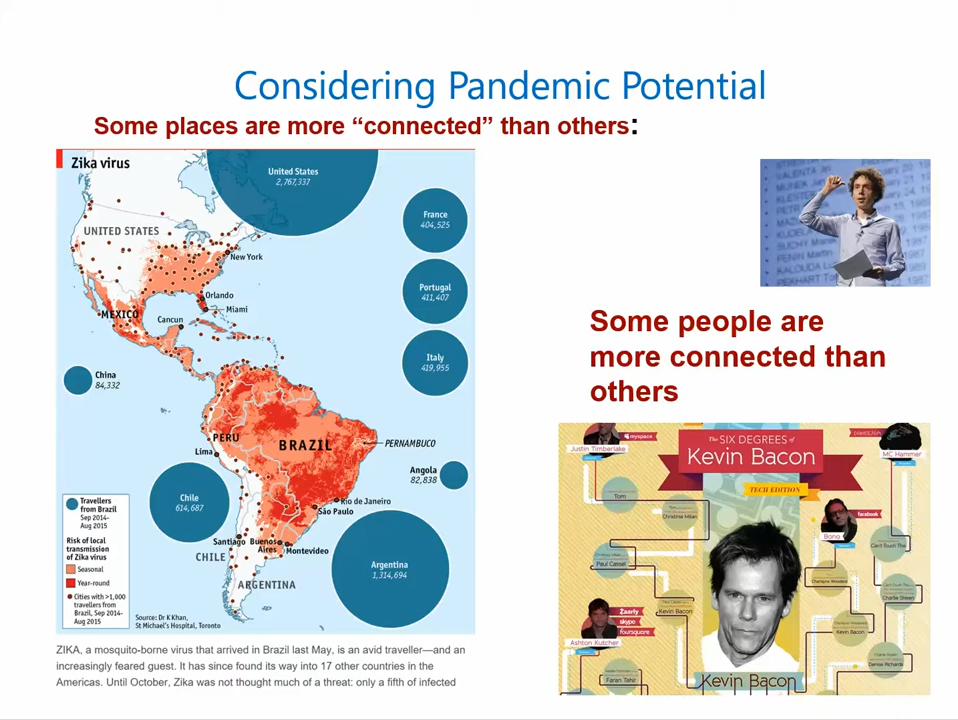 Considering Pandemic Potential
Some places are more “connected” than others:
Zika virus
United States
2,767,337
France
404,525
UNITED STATES
New York
Portugal
411,407
Orlando
Miami
MEXICO
Cancun
Italy
419,955
China
84,332
PERU
BRAZIL
PERNAMBUCO
Lima
Angola
82,838
Chile
614,687
Rio de Janeiro
São Paulo
Santiago
Buenos
Aires
Montevideo
CHILE
Argentina
1,314,694
ARGENTINA
Travellers
from Brazil
Sep 2014-
Aug 2015
Risk of local
transmission
of Zika virus
Seasonal
Year-round
Cities with >1,000
travellers from
Brazil, Sep 2014-
Aug 2015
Source: Dr K Khan,
St Michael's Hospital, Toronto
ZIKA, a mosquito-borne virus that arrived in Brazil last May, is an avid traveller—and an
increasingly feared guest. It has since found its way into 17 other countries in the
Americas. Until October, Zika was not thought much of a threat: only a fifth of infected
Some people are
more connected than
others
The SIX DEGREES of
Kevin Bacon
TECH EDITION
myspace
Justin Timberlake
MC Hammer
Tom
Christine Milan
facebook
Bono
Can't Touch This
Paul Cassel
Charlie Sheen
Kevin Bacon
Zaarly
skype
foursquare
Ashton Kutcher
Kevin Bacon
Denise Richards
Faran Tahir
Kevin Bacon